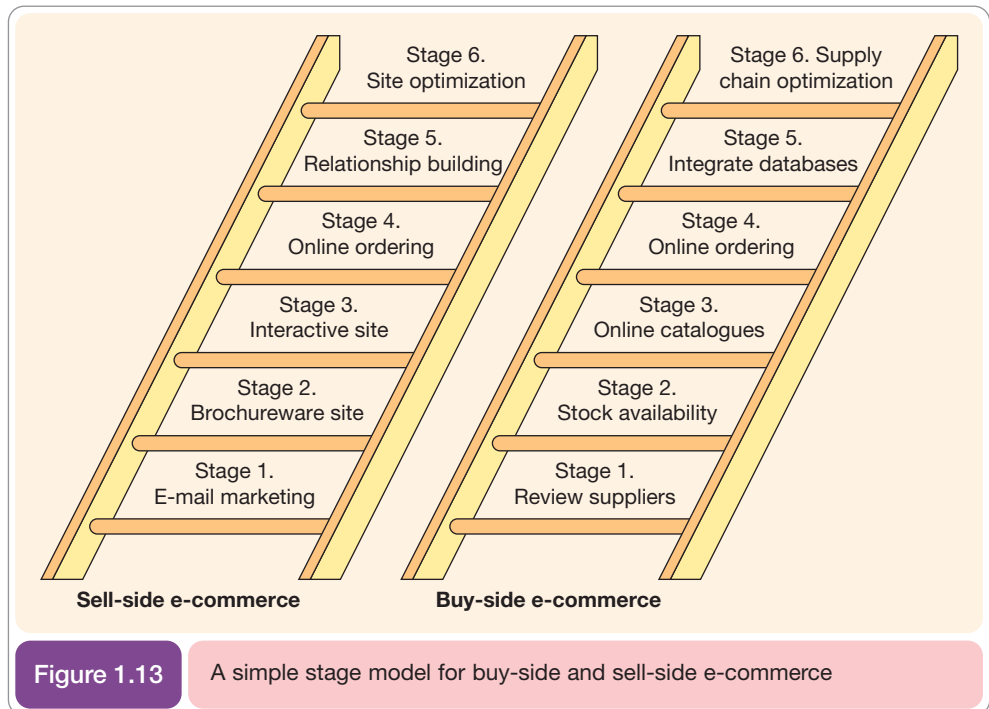 Stage 6.
Site optimization
Stage 5.
Relationship building
Stage 4.
Online ordering
Stage 3.
Interactive site
Stage 2.
Brochureware site
Stage 1.
E-mail marketing
Sell-side e-commerce
Stage 6. Supply
chain optimization
Stage 5.
Integrate databases
Stage 4.
Online ordering
Stage 3.
Online catalogues
Stage 2.
Stock availability
Stage 1.
Review suppliers
Buy-side e-commerce
Figure 1.13
A simple stage model for buy-side and sell-side e-commerce